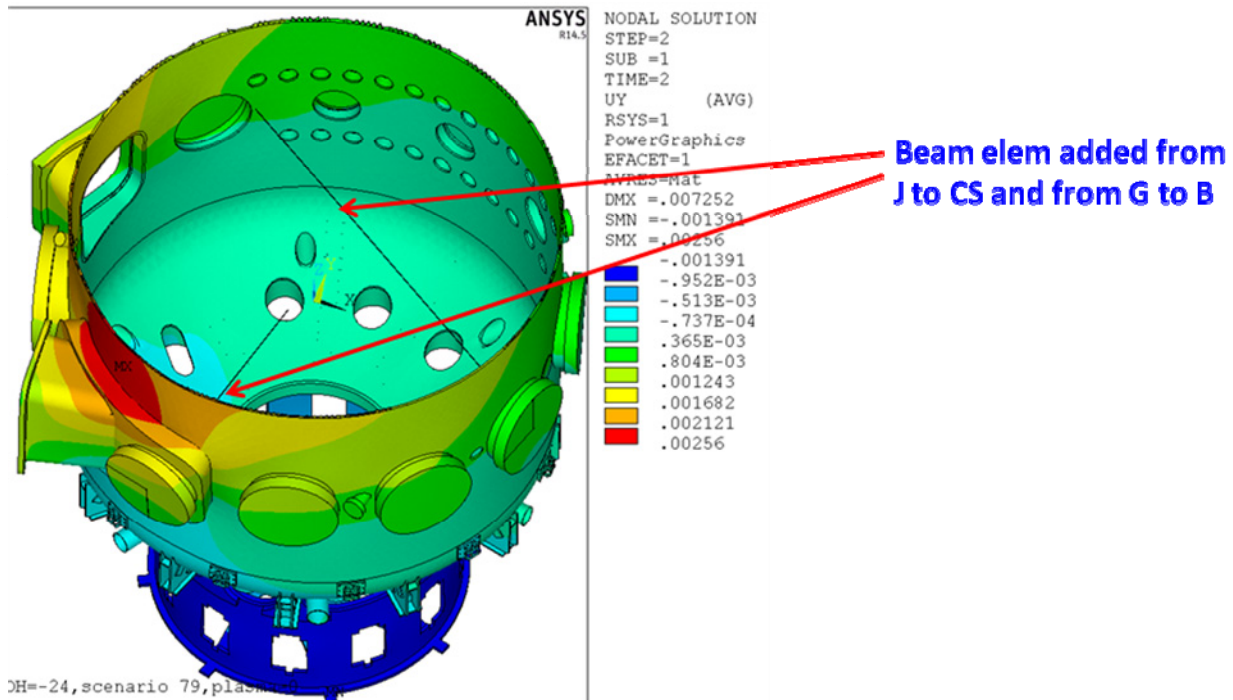 ANSYS
R14.5
NODAL SOLUTION
STEP=2
SUB =1
TIME=2
UY (AVG)
RSYS=1
PowerGraphics
EFACET=1
AVRES=Mat
DMX =.007252
SMN =-.001391
SMX =.00256
-.001391
-.952E-03
-.513E-03
-.737E-04
.365E-03
.804E-03
.001243
.001682
.002121
.00256
Beam elem added from
J to CS and from G to B
Y
X
MX
OH=-24,scenario 79,plasma